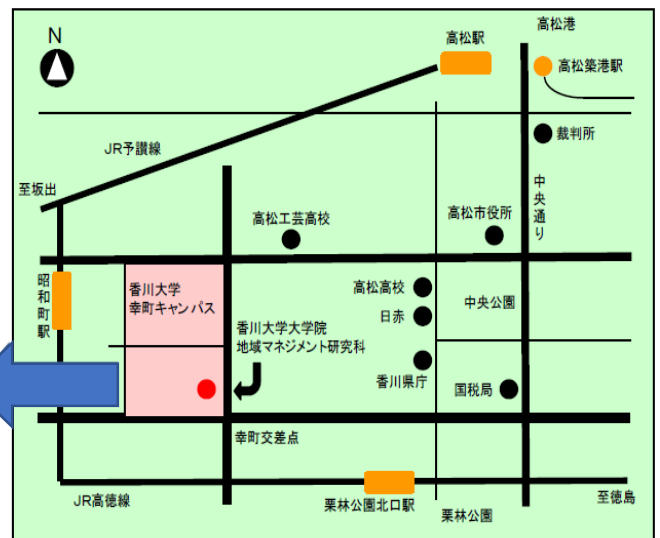 N
高松港
高松駅
高松築港駅
裁判所
JR予讃線
至坂出
中央通り
高松工芸高校
高松市役所
昭和町駅
香川大学
幸町キャンパス
高松高校
中央公園
日赤
香川大学大学院
地域マネジメント研究科
香川県庁
国税局
幸町交差点
JR高徳線
栗林公園北口駅
栗林公園
至徳島